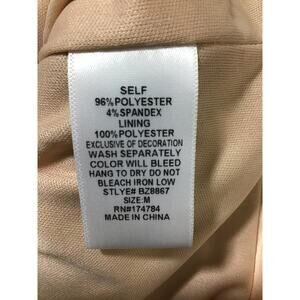 SELF
96%POLYESTER
4%SPANDEX
LINING
100%POLYESTER
EXCLUSIVE OF DECORATION
WASH SEPARATELY
COLOR WILL BLEED
HANG TO DRY DO NOT
BLEACH IRON LOW
STLYE# BZ8867
SIZE:M
RN#174784
MADE IN CHINA